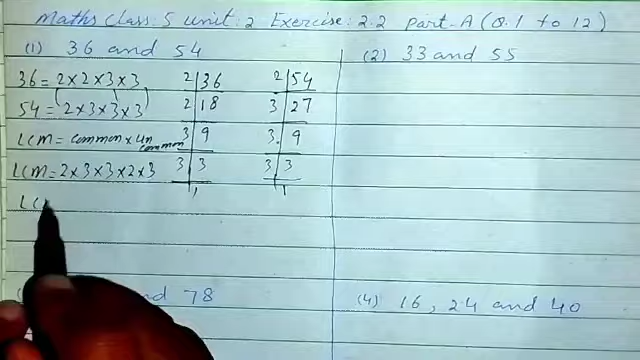 Maths Class: 5 Unit: 2 Exercise: 2.2 part-A (Q.1 to 12)
(1) 36 and 54
36 = 2×2×3×3
54 = 2×3×3×3
LCM = common × un common
LCM = 2×3×3×2×3
LC
2 36
2 18
3 9
3 3
1
2 54
3 27
3 9
3 3
1
(2) 33 and 55
78
(4) 16, 24 and 40